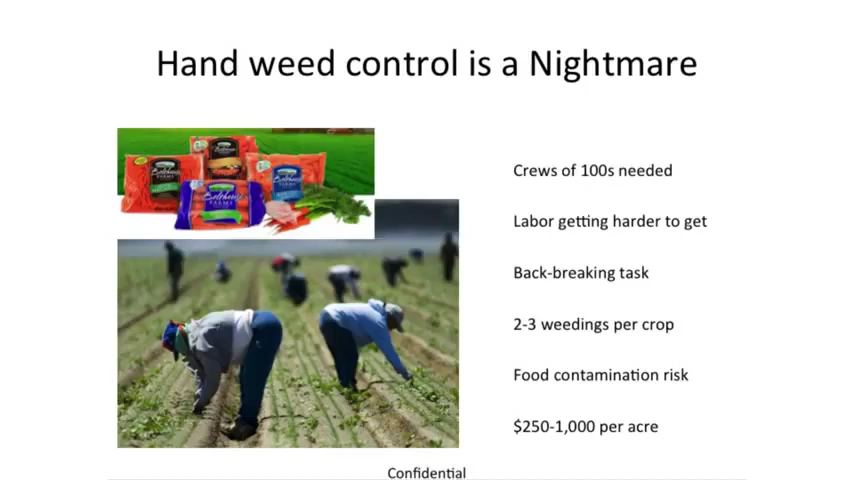 Hand weed control is a Nightmare
Crews of 100s needed
Labor getting harder to get
Back-breaking task
2-3 weedings per crop
Food contamination risk
$250-1,000 per acre
Confidential